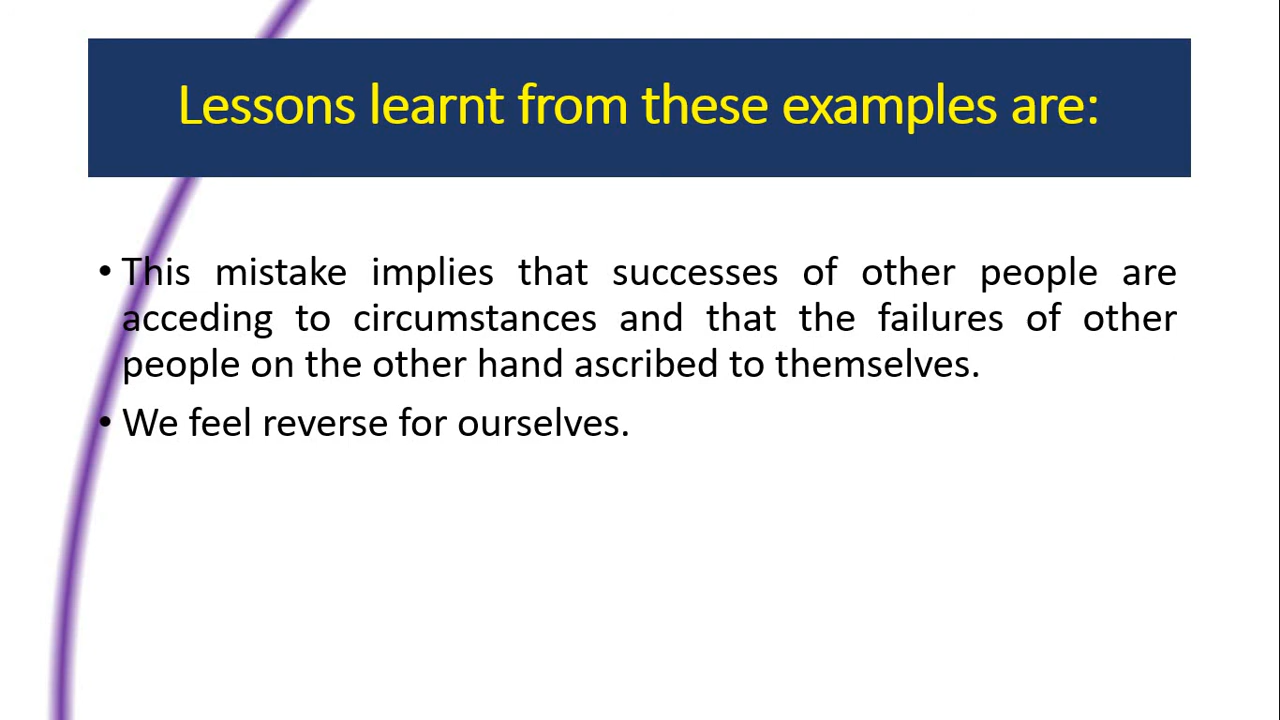 Lessons learnt from these examples are:
• This mistake implies that successes of other people are
acceding to circumstances and that the failures of other
people on the other hand ascribed to themselves.
• We feel reverse for ourselves.